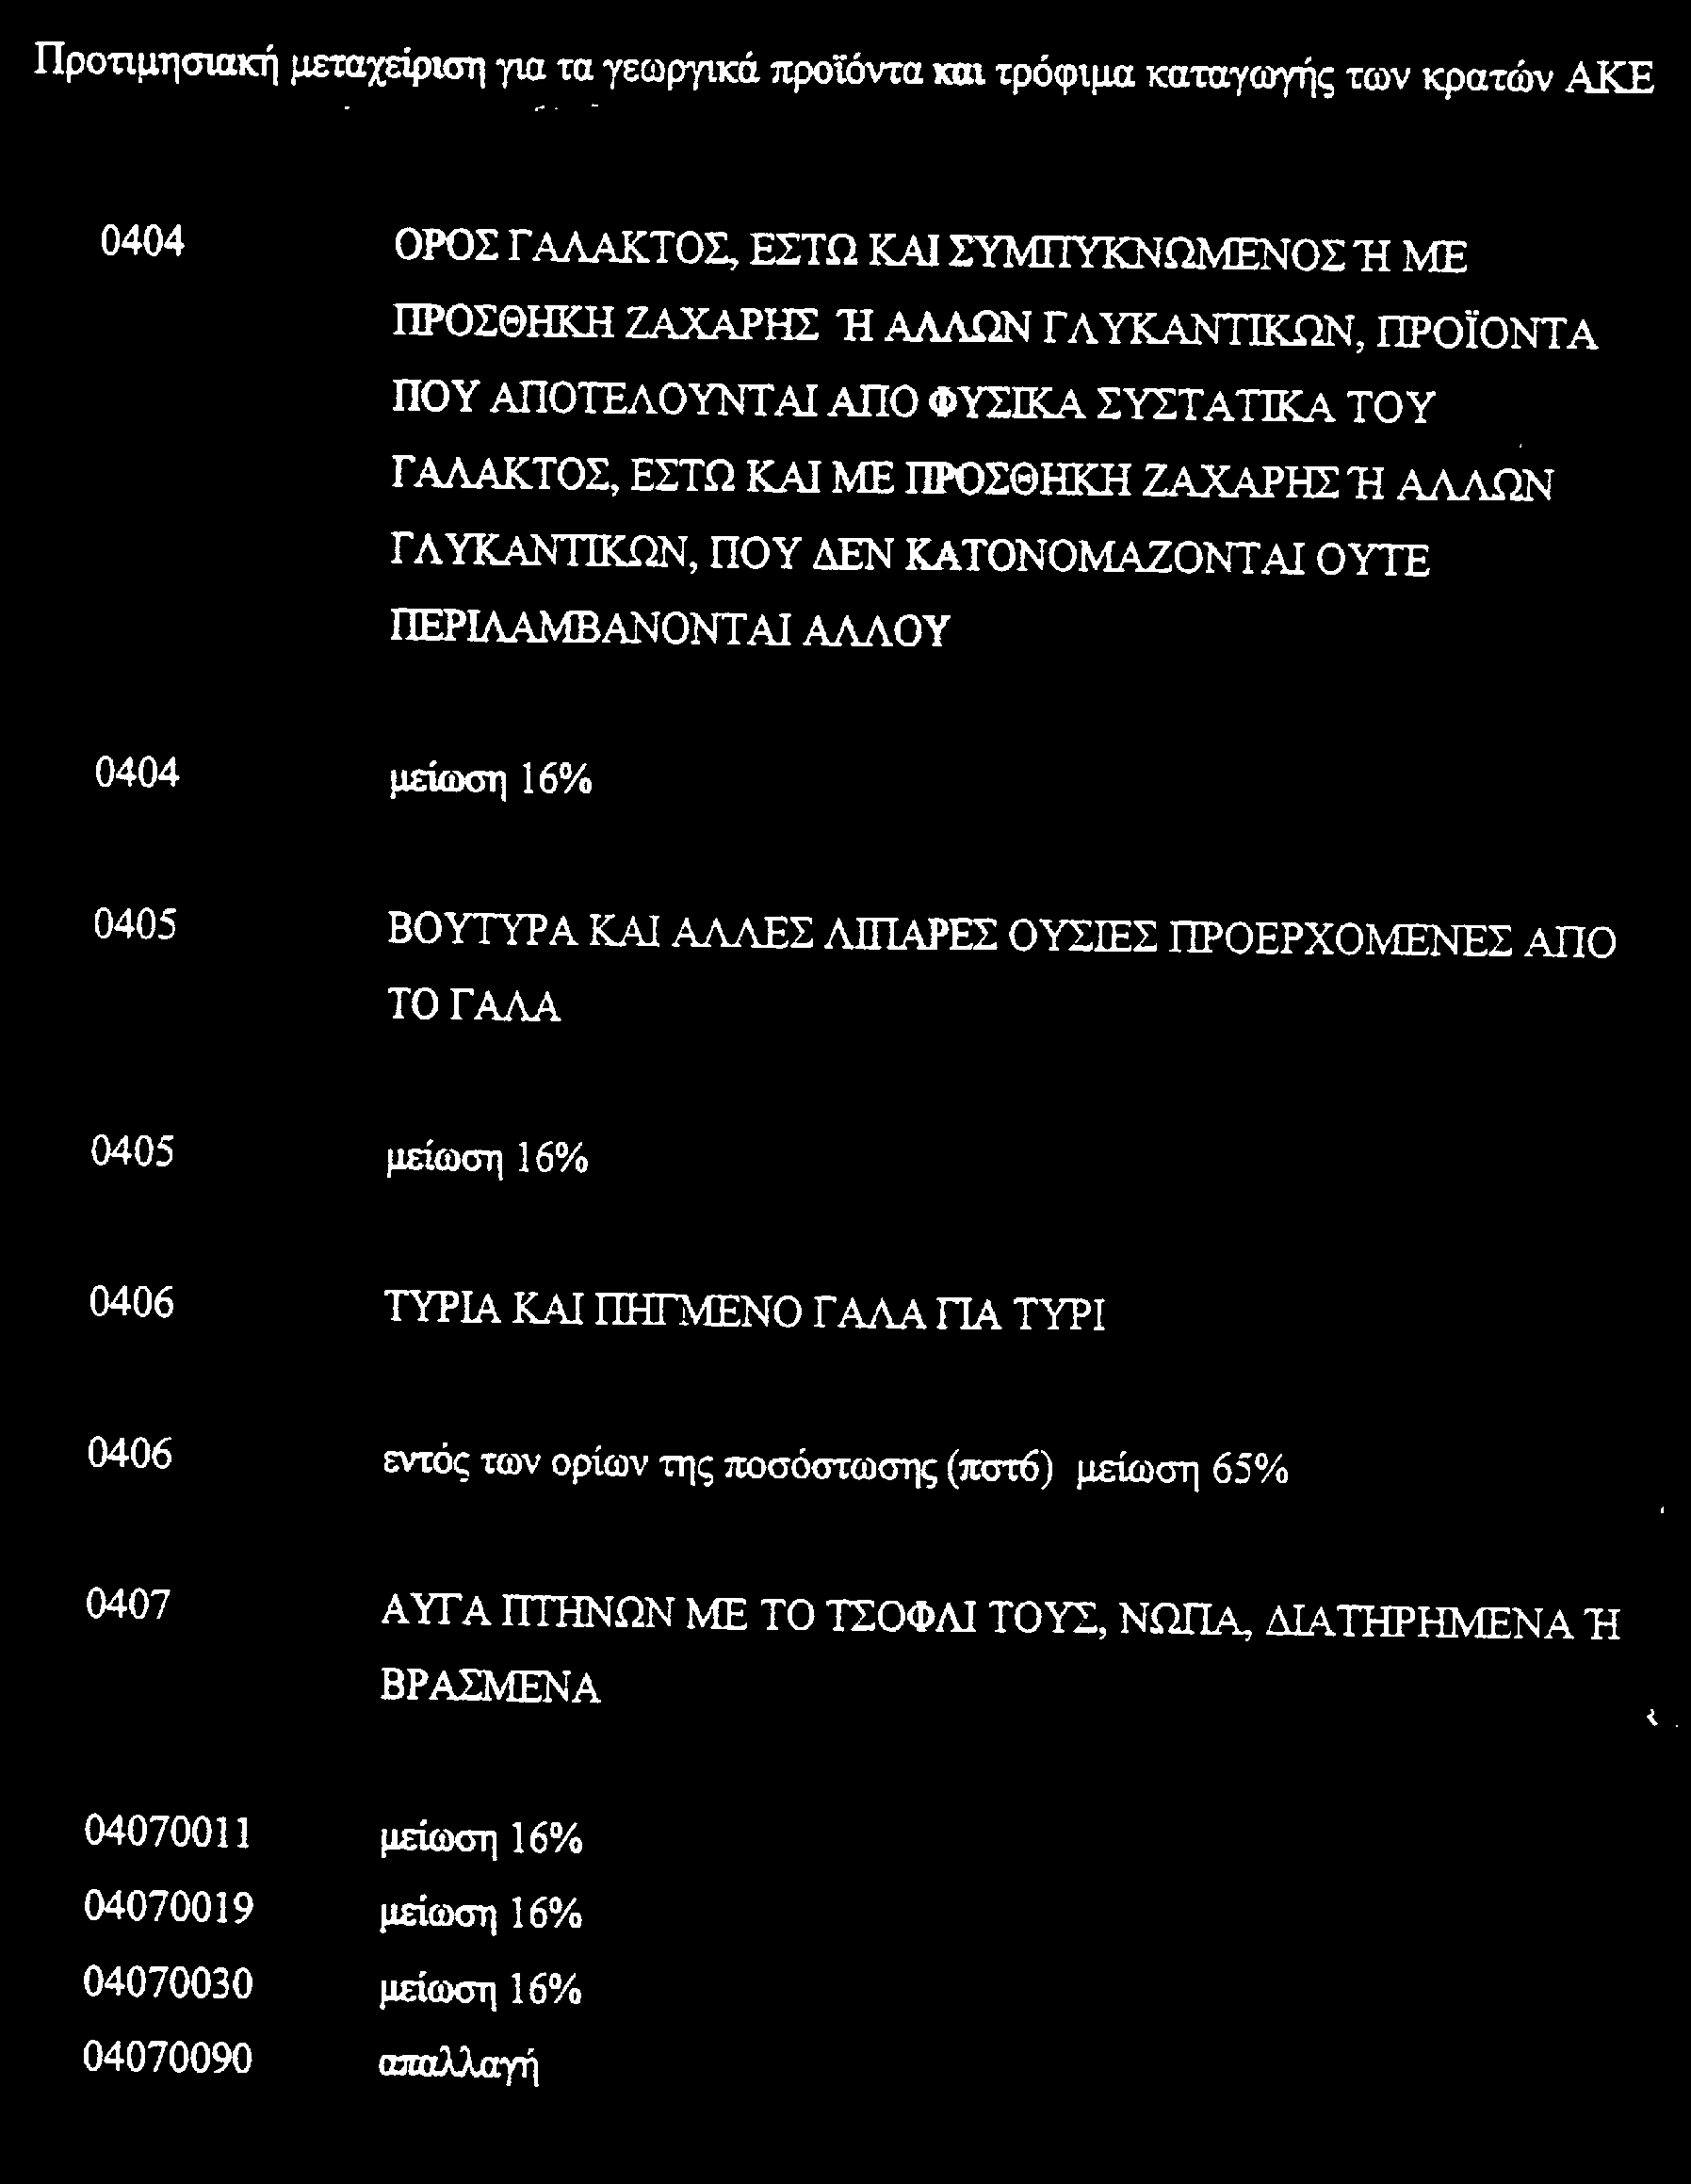 Προτιμησιακή μεταχείριση για τα γεωργικά προϊόντα και τρόφιμα καταγωγής των κρατών ΑΚΕ
0404 ΟΡΟΣ ΓΑΛΑΚΤΟΣ, ΕΣΤΩ ΚΑΙ ΣΥΜΠΥΚΝΩΜΕΝΟΣ Ή ΜΕ
ΠΡΟΣΘΗΚΗ ΖΑΧΑΡΗΣ Ή ΑΛΛΩΝ ΓΛΥΚΑΝΤΙΚΩΝ, ΠΡΟΪΟΝΤΑ
ΠΟΥ ΑΠΟΤΕΛΟΥΝΤΑΙ ΑΠΟ ΦΥΣΙΚΑ ΣΥΣΤΑΤΙΚΑ ΤΟΥ
ΓΑΛΑΚΤΟΣ, ΕΣΤΩ ΚΑΙ ΜΕ ΠΡΟΣΘΗΚΗ ΖΑΧΑΡΗΣ Ή ΑΛΛΩΝ
ΓΛΥΚΑΝΤΙΚΩΝ, ΠΟΥ ΔΕΝ ΚΑΤΟΝΟΜΑΖΟΝΤΑΙ ΟΥΤΕ
ΠΕΡΙΛΑΜΒΑΝΟΝΤΑΙ ΑΛΛΟΥ
0404 μείωση 16%
0405 ΒΟΥΤΥΡΑ ΚΑΙ ΑΛΛΕΣ ΛΙΠΑΡΕΣ ΟΥΣΙΕΣ ΠΡΟΕΡΧΟΜΕΝΕΣ ΑΠΟ
ΤΟ ΓΑΛΑ
0405 μείωση 16%
0406 ΤΥΡΙΑ ΚΑΙ ΠΗΓΜΕΝΟ ΓΑΛΑ ΓΙΑ ΤΥΡΙ
0406 εντός των ορίων της ποσόστωσης (πστ6) μείωση 65%
0407 ΑΥΓΑ ΠΤΗΝΩΝ ΜΕ ΤΟ ΤΣΟΦΛΙ ΤΟΥΣ, ΝΩΠΑ, ΔΙΑΤΗΡΗΜΕΝΑ Ή
ΒΡΑΣΜΕΝΑ
04070011 μείωση 16%
04070019 μείωση 16%
04070030 μείωση 16%
04070090 απαλλαγή